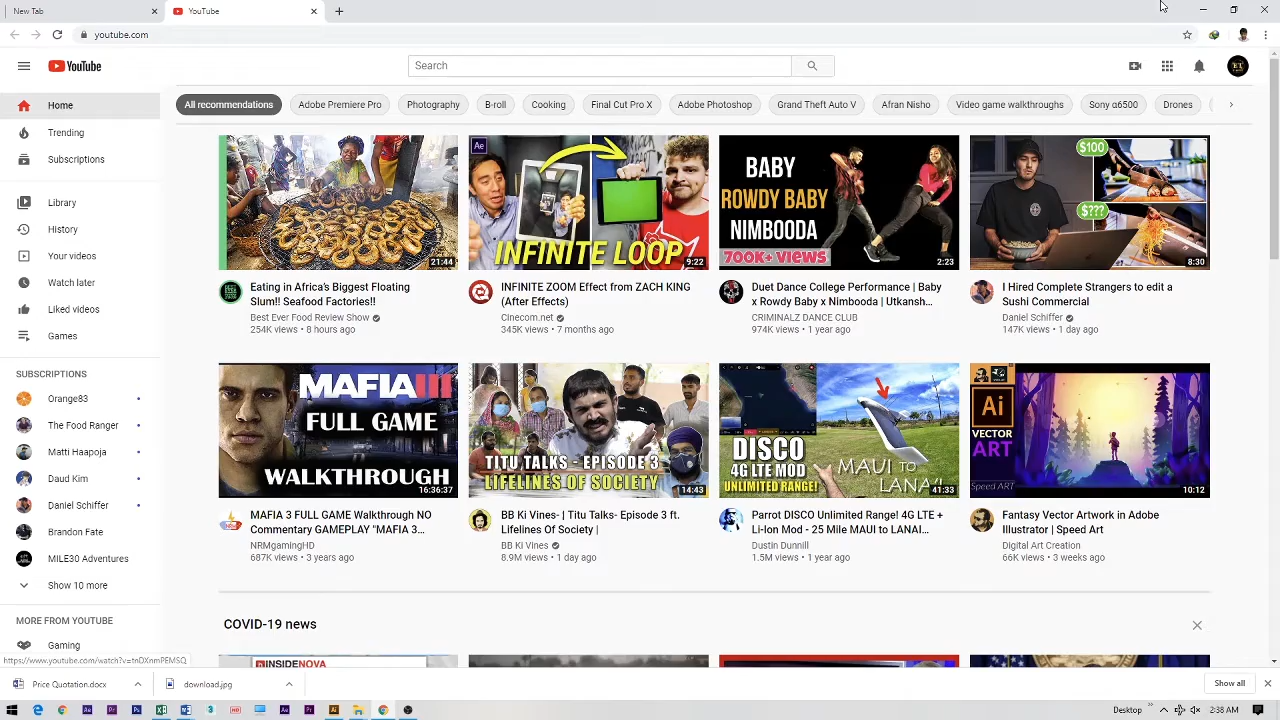 New Tab
YouTube
youtube.com
YouTube
Search
All recommendations
Adobe Premiere Pro
Photography
B-roll
Cooking
Final Cut Pro X
Adobe Photoshop
Grand Theft Auto V
Afran Nisho
Video game walkthroughs
Sony α6500
Drones
Home
Trending
Subscriptions
Library
History
Your videos
Watch later
Liked videos
Games
SUBSCRIPTIONS
Orange83
The Food Ranger
Matti Haapoja
Daud Kim
Daniel Schiffer
Brandon Fate
MILE30 Adventures
Show 10 more
MORE FROM YOUTUBE
Gaming
https://www.youtube.com/watch?v=tnDXnmPEMSQ
21:44
Eating in Africa's Biggest Floating
Slum!! Seafood Factories!!
Best Ever Food Review Show
254K views • 8 hours ago
Ae
INFINITE LOOP
9:22
INFINITE ZOOM Effect from ZACH KING
(After Effects)
Cinecom.net
345K views • 7 months ago
BABY
ROWDY BABY
NIMBOODA
700K+ VIEWS
2:23
Duet Dance College Performance | Baby
x Rowdy Baby x Nimbooda | Utkansh...
CRIMINALZ DANCE CLUB
974K views • 1 year ago
$100
$???
8:30
I Hired Complete Strangers to edit a
Sushi Commercial
Daniel Schiffer
147K views • 1 day ago
MAFIA III
FULL GAME
WALKTHROUGH
16:36:37
MAFIA 3 FULL GAME Walkthrough NO
Commentary GAMEPLAY "MAFIA 3...
NRMgamingHD
687K views • 3 years ago
TITU TALKS - EPISODE 3
LIFELINES OF SOCIETY
14:43
BB Ki Vines- | Titu Talks- Episode 3 ft.
Lifelines Of Society |
BB Ki Vines
8.9M views • 1 day ago
DISCO
4G LTE MOD
UNLIMITED RANGE!
MAUI TO
LANAI
41:33
Parrot DISCO Unlimited Range! 4G LTE +
Li-Ion Mod - 25 Mile MAUI to LANAI...
Dustin Dunnill
1.5M views • 1 year ago
Ai
VECTOR
ART
Speed ART
10:12
Fantasy Vector Artwork in Adobe
Illustrator | Speed Art
Digital Art Creation
66K views • 3 weeks ago
COVID-19 news
INSIDENOVA
Price Quotation.docx
download.jpg
Show all
Desktop
2:38 AM